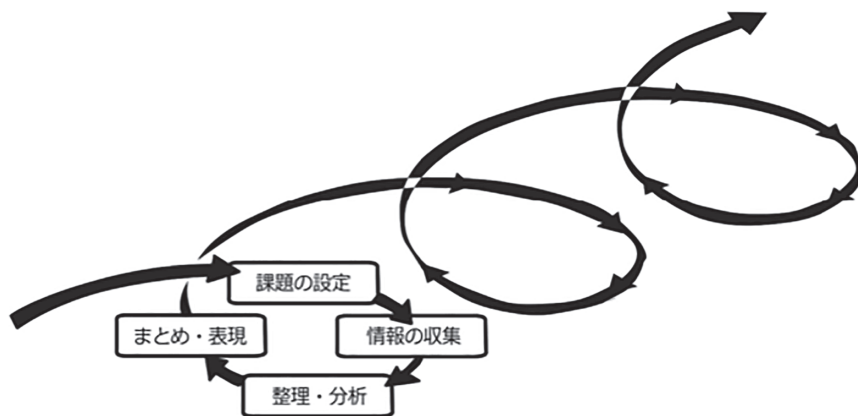 課題の設定
情報の収集
整理・分析
まとめ・表現